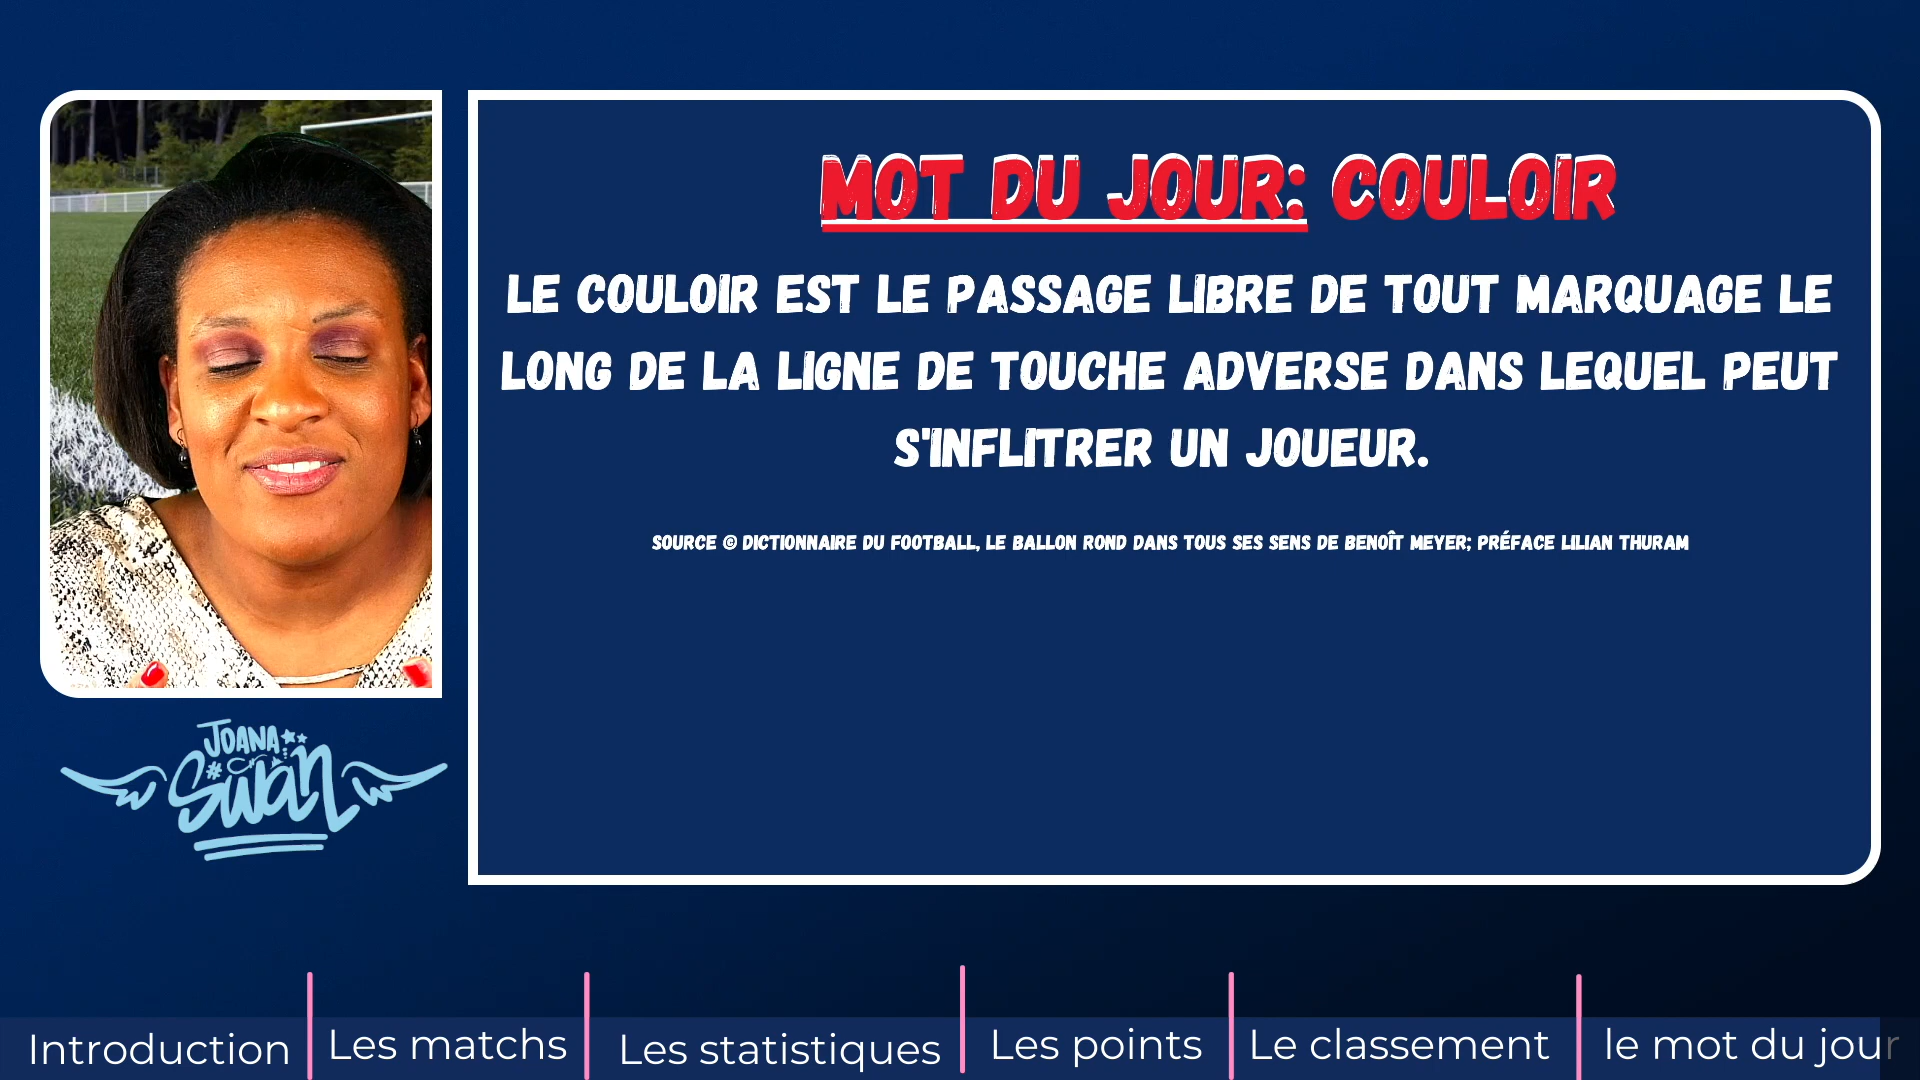 MOT DU JOUR: COULOIR
LE COULOIR EST LE PASSAGE LIBRE DE TOUT MARQUAGE LE
LONG DE LA LIGNE DE TOUCHE ADVERSE DANS LEQUEL PEUT
S'INFLITRER UN JOUEUR.
SOURCE © DICTIONNAIRE DU FOOTBALL, LE BALLON ROND DANS TOUS SES SENS DE BENOÎT MEYER; PRÉFACE LILIAN THURAM
JOANA
#Swan
Introduction
Les matchs
Les statistiques
Les points
Le classement
le mot du jour